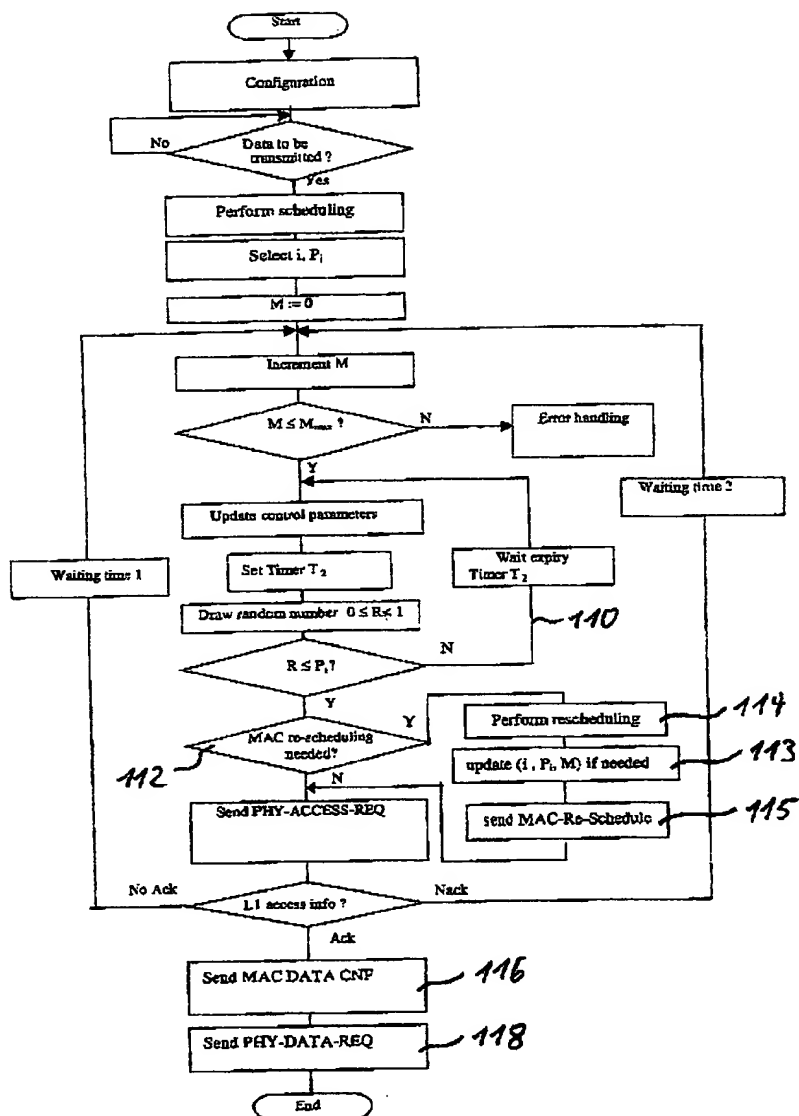 Start
Configuration
No
Data to be
transmitted ?
Yes
Perform scheduling
Select i, Pi
M := 0
Increment M
M ≤ Mmax ?
N
Error handling
Y
Waiting time 2
Update control parameters
Waiting time 1
Set Timer T2
Wait expiry
Timer T2
Draw random number 0 ≤ R< 1
110
N
R ≤ Pi?
Y
Y
Perform rescheduling
114
MAC re-scheduling
needed?
112
update (i , Pi, M) if needed
113
N
Send PHY-ACCESS-REQ
send MAC-Re-Schedule
115
No Ack
L1 access info ?
Nack
Ack
Send MAC DATA CNF
116
Send PHY-DATA-REQ
118
End